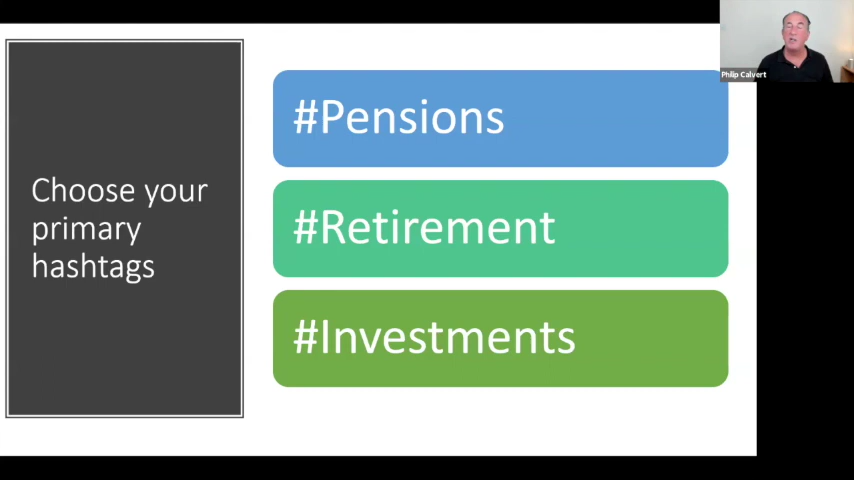 Choose your
primary
hashtags
#Pensions
#Retirement
#Investments
Philip Calvert